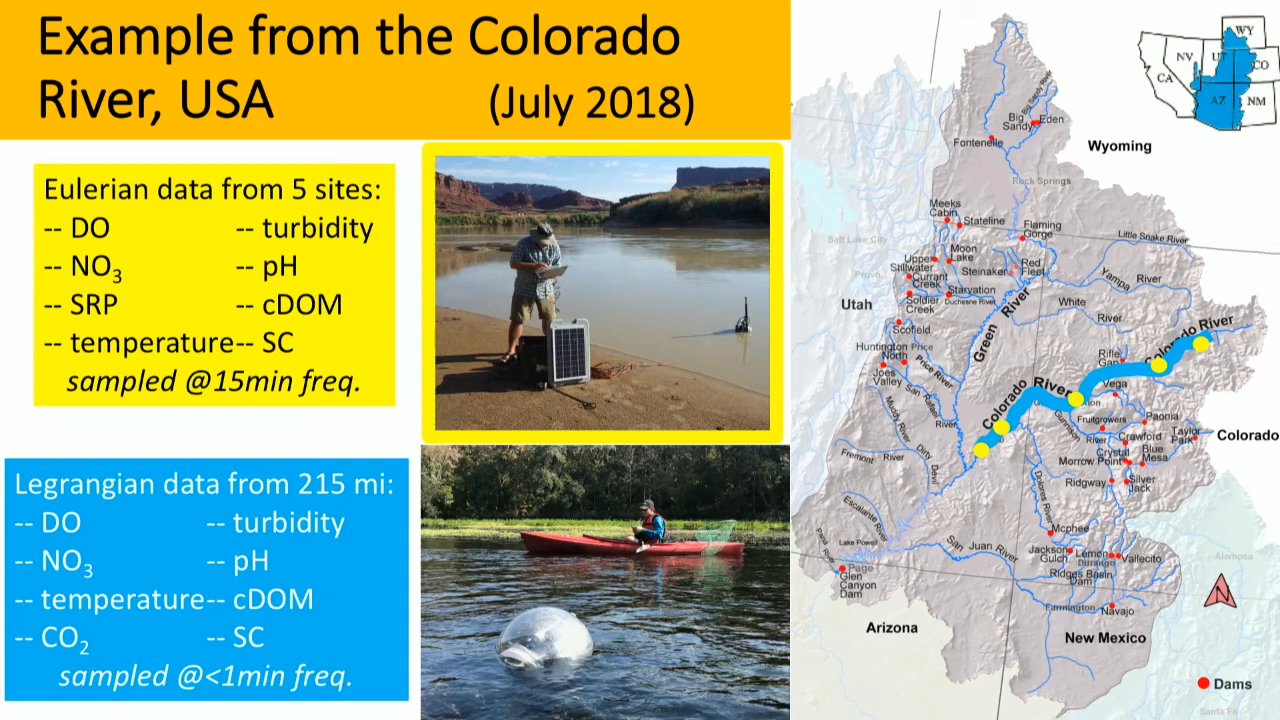 Example from the Colorado
River, USA (July 2018)
Eulerian data from 5 sites:
-- DO -- turbidity
-- NO3 -- pH
-- SRP -- cDOM
-- temperature-- SC
sampled @15min freq.
Legrangian data from 215 mi:
-- DO -- turbidity
-- NO3 -- pH
-- temperature-- cDOM
-- CO2 -- SC
sampled @<1min freq.
WY
NV
UT
CO
CA
AZ
NM
Big Sandy River
Big
Sandy
Eden
Fontenelle
Wyoming
Rock Springs
Meeks
Cabin
Stateline
Flaming
Gorge
Salt Lake City
Little Snake River
Moon
Lake
Upper
Stillwater
Red
Fleet
Steinaker
Provo
Currant
Creek
Yampa River
Starvation
Duchesne River
Soldier
Creek
White
River
Utah
Green River
Scofield
Colorado River
Huntington
North
Price
Price River
Rifle
Gap
Joes
Valley
San Rafael
River
Vega
Colorado River
Muddy River
Gunnison
River
Fruitgrowers
Paonia
Crawford
Taylor
Park
Colorado
Crystal
Blue
Mesa
Morrow Point
Fremont River
Dirty Devil
Ridgway
Silver
Jack
Dolores River
Escalante River
Mcphee
Paria River
Lake Powell
San Juan River
Jackson
Gulch
Lemon
Vallecito
Durango
Alamosa
Page
Glen
Canyon
Dam
Ridges Basin
Dam
Farmington
Navajo
N
Arizona
New Mexico
Dams
Santa Fe